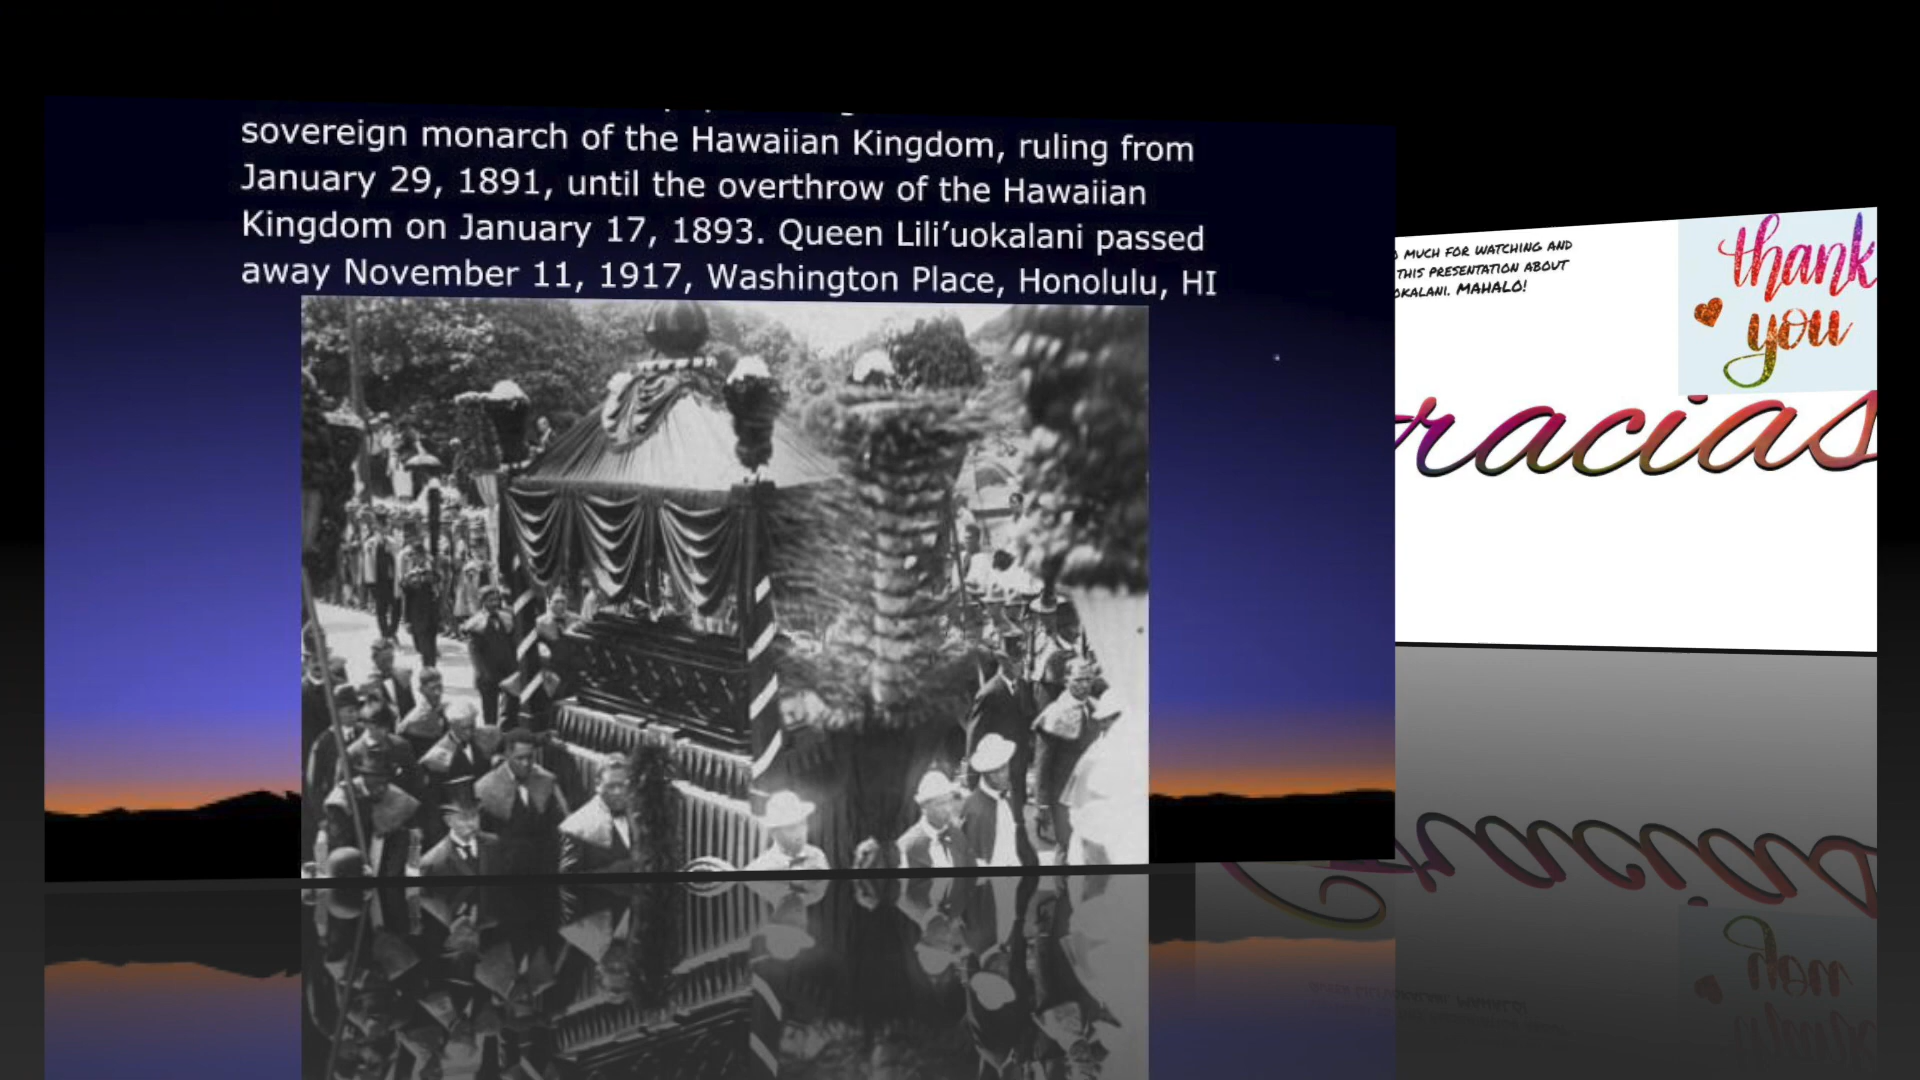 sovereign monarch of the Hawaiian Kingdom, ruling from
January 29, 1891, until the overthrow of the Hawaiian
Kingdom on January 17, 1893. Queen Lili’uokalani passed
away November 11, 1917, Washington Place, Honolulu, HI
MUCH FOR WATCHING AND
THIS PRESENTATION ABOUT
OKALANI. MAHALO!
thank
you
racias